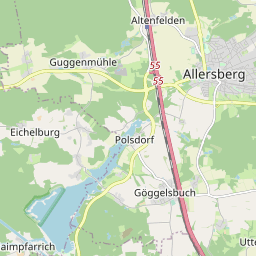 Altenfelden
Guggenmühle
55
Allersberg
55
Eichelburg
Polsdorf
Göggelsbuch
aimpfarrich
Utte